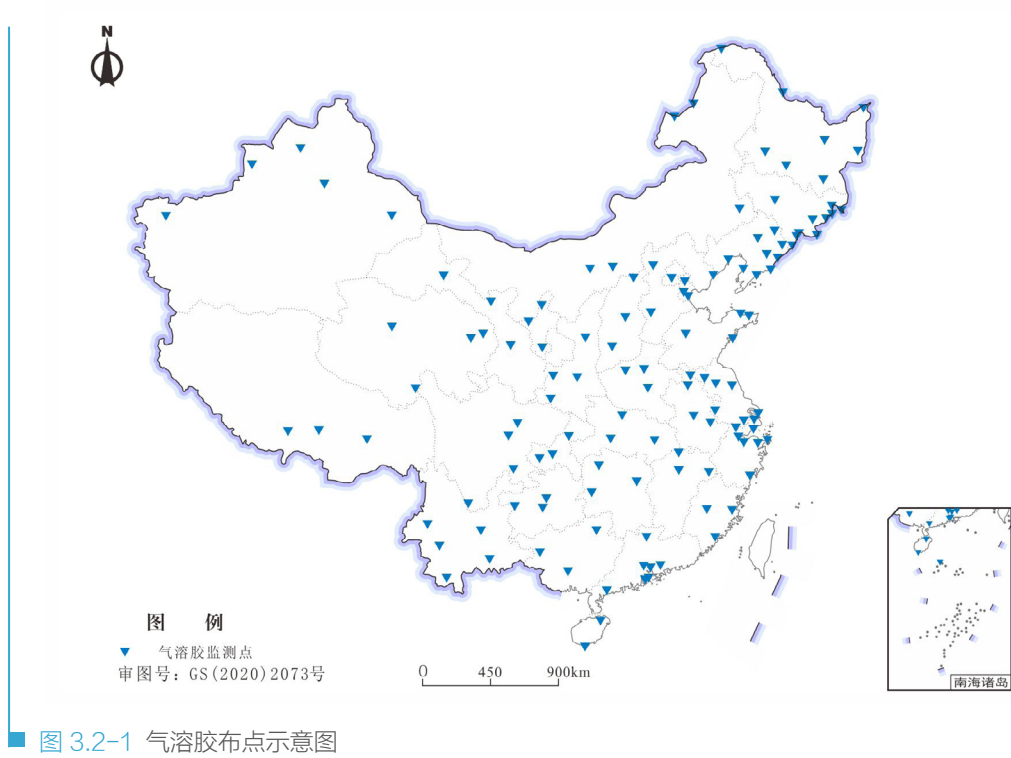 N
图 例
气溶胶监测点
审图号：GS(2020)2073号
0 450 900km
南海诸岛
图 3.2-1 气溶胶布点示意图